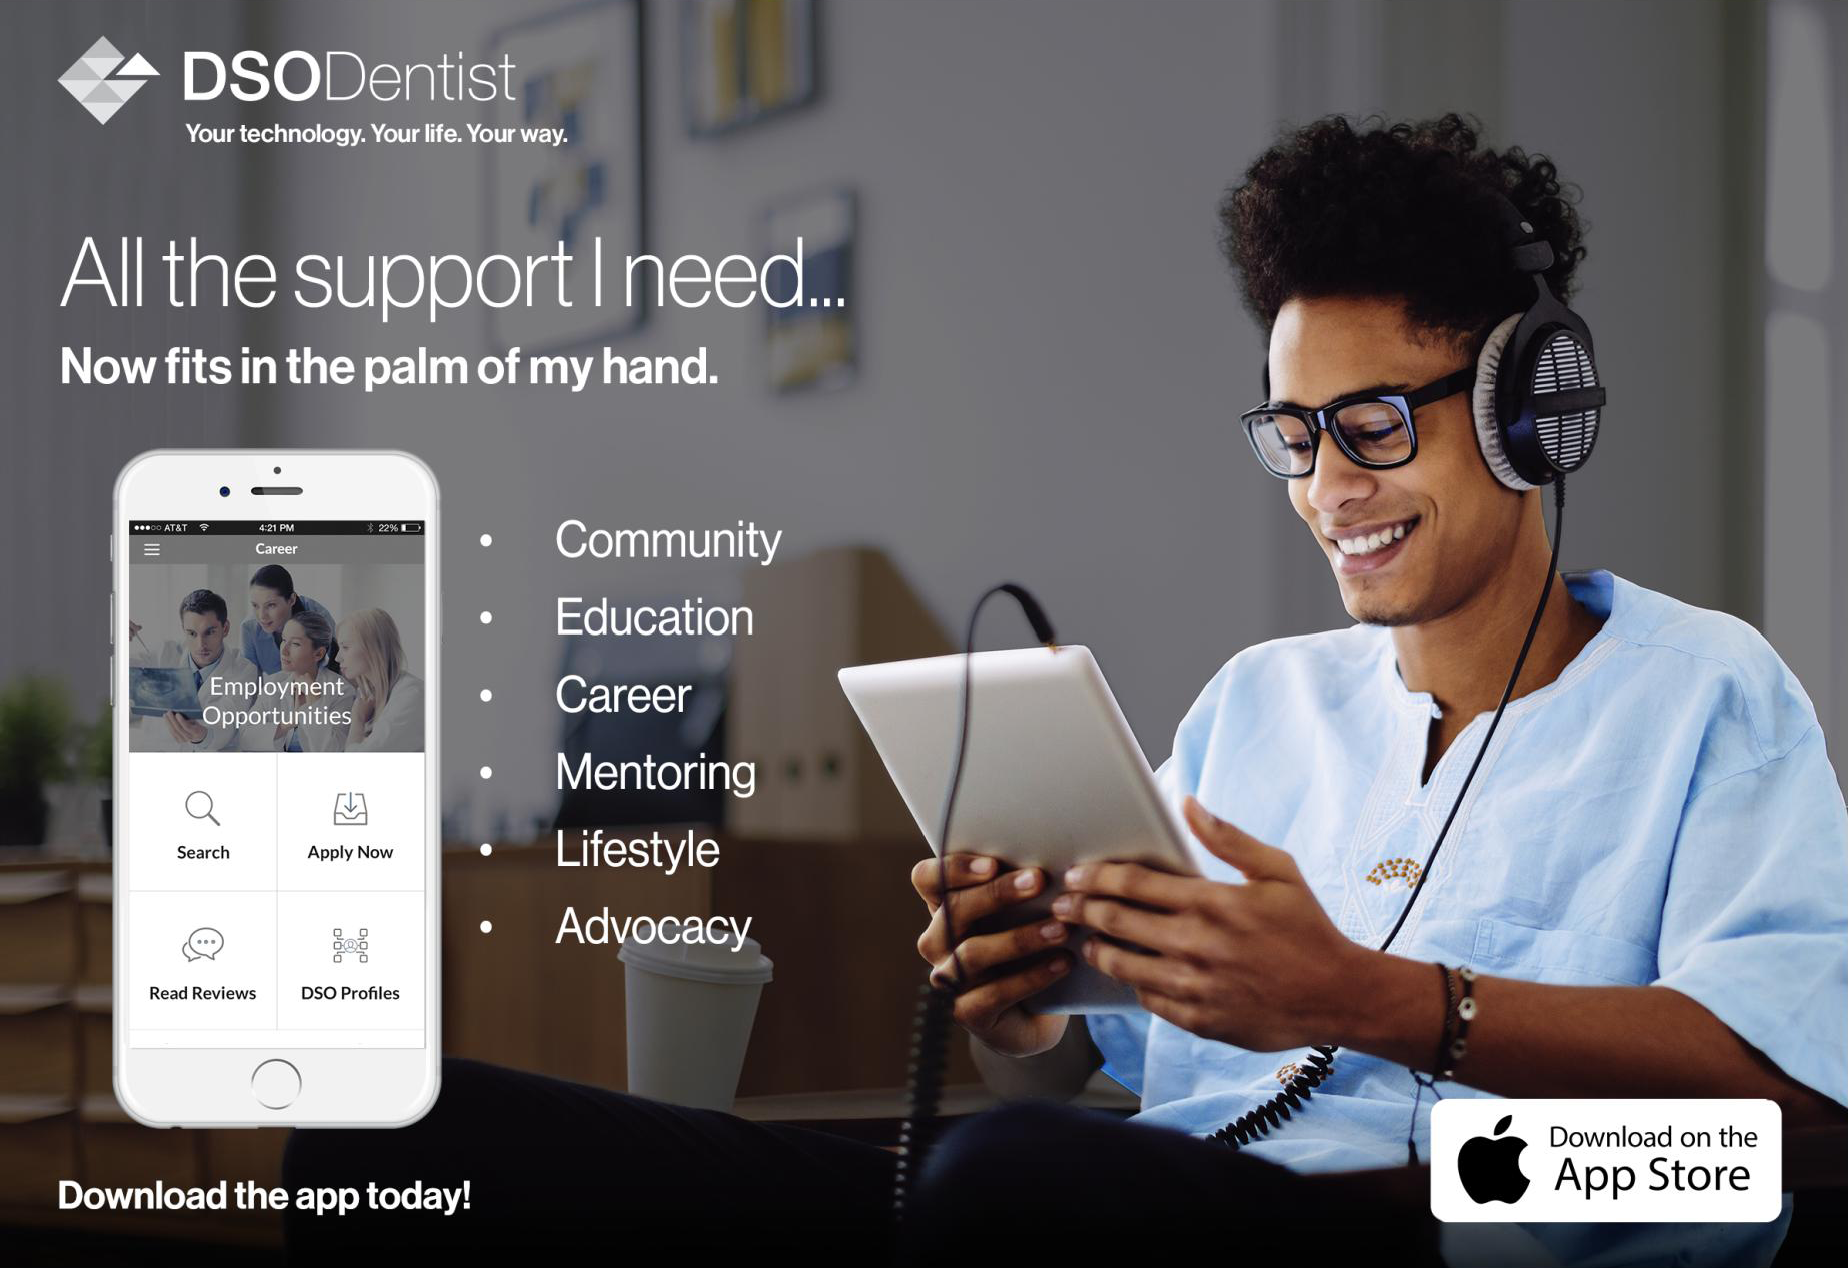 DSODentist
Your technology. Your life. Your way.
All the support I need...
Now fits in the palm of my hand.
AT&T 4:21 PM 22%
Career
Employment
Opportunities
Search Apply Now
Read Reviews DSO Profiles
• Community
• Education
• Career
• Mentoring
• Lifestyle
• Advocacy
Download the app today!
Download on the
App Store